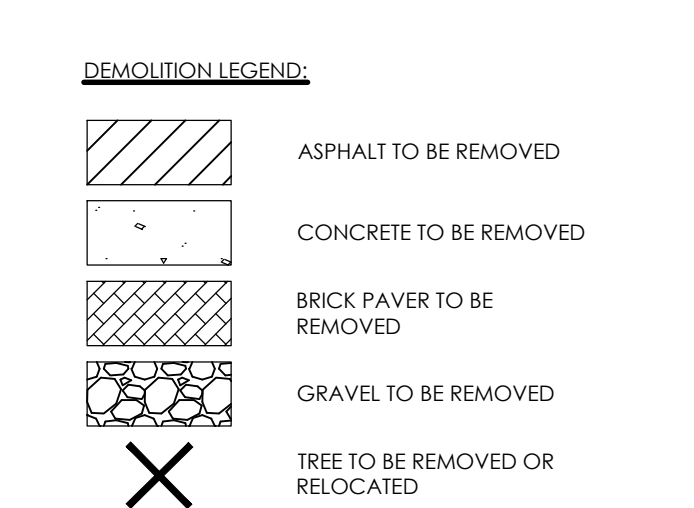 DEMOLITION LEGEND:
ASPHALT TO BE REMOVED
CONCRETE TO BE REMOVED
BRICK PAVER TO BE
REMOVED
GRAVEL TO BE REMOVED
TREE TO BE REMOVED OR
RELOCATED